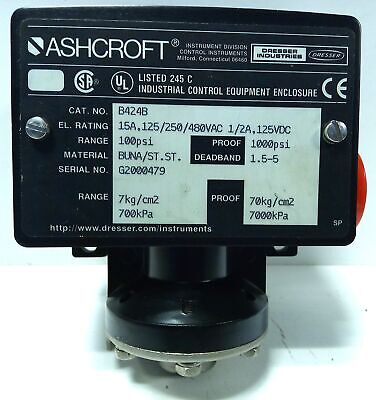 ASHCROFT®
INSTRUMENT DIVISION
CONTROL INSTRUMENTS
Milford, Connecticut 06460
DRESSER
INDUSTRIES
DRESSER
SA ®
UL ®
LISTED 245 C
INDUSTRIAL CONTROL EQUIPMENT ENCLOSURE CE
CAT. NO. B424B
EL. RATING 15A,125/250/480VAC 1/2A,125VDC
RANGE 100psi PROOF 1000psi
MATERIAL BUNA/ST.ST. DEADBAND 1.5-5
SERIAL NO. G2000479
RANGE 7kg/cm2 PROOF 70kg/cm2
700kPa 7000kPa
http://www.dresser.com/instruments
SP